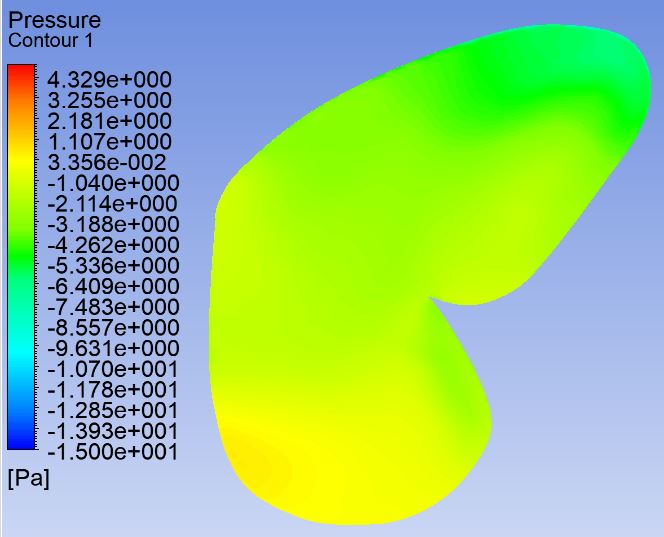 Pressure
Contour 1
4.329e+000
3.255e+000
2.181e+000
1.107e+000
3.356e-002
-1.040e+000
-2.114e+000
-3.188e+000
-4.262e+000
-5.336e+000
-6.409e+000
-7.483e+000
-8.557e+000
-9.631e+000
-1.070e+001
-1.178e+001
-1.285e+001
-1.393e+001
-1.500e+001
[Pa]